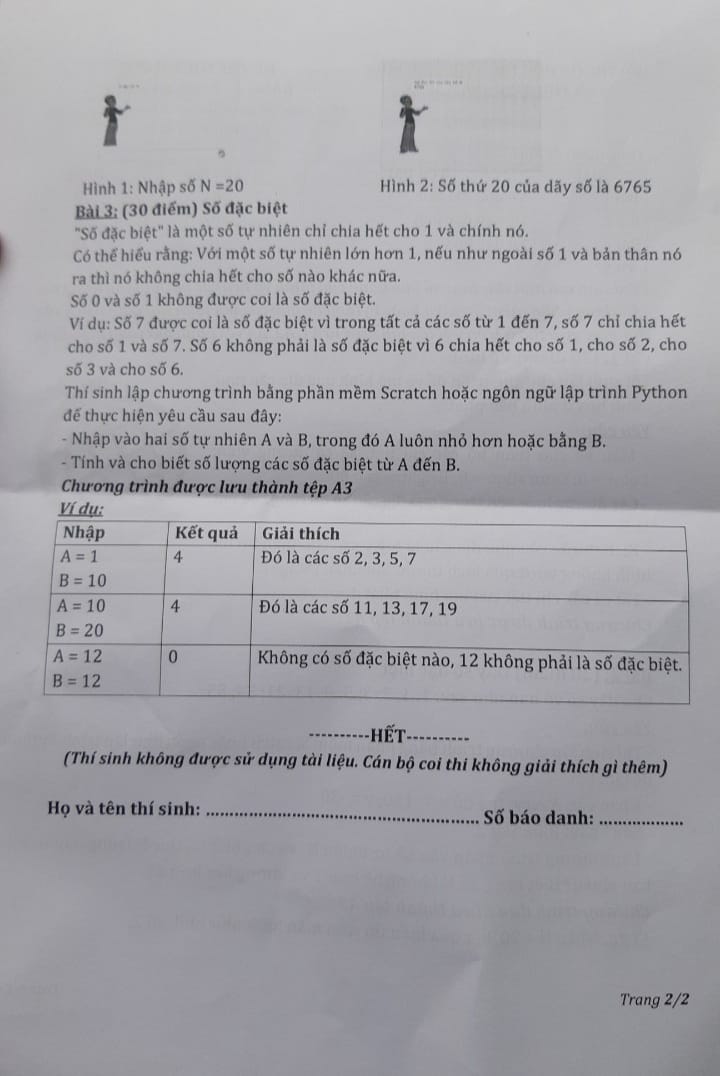 Hình 1: Nhập số N =20
Hình 2: Số thứ 20 của dãy số là 6765
Bài 3: (30 điểm) Số đặc biệt
"Số đặc biệt" là một số tự nhiên chỉ chia hết cho 1 và chính nó.
Có thể hiểu rằng: Với một số tự nhiên lớn hơn 1, nếu như ngoài số 1 và bản thân nó
ra thì nó không chia hết cho số nào khác nữa.
Số 0 và số 1 không được coi là số đặc biệt.
Ví dụ: Số 7 được coi là số đặc biệt vì trong tất cả các số từ 1 đến 7, số 7 chỉ chia hết
cho số 1 và số 7. Số 6 không phải là số đặc biệt vì 6 chia hết cho số 1, cho số 2, cho
số 3 và cho số 6.
Thí sinh lập chương trình bằng phần mềm Scratch hoặc ngôn ngữ lập trình Python
để thực hiện yêu cầu sau đây:
- Nhập vào hai số tự nhiên A và B, trong đó A luôn nhỏ hơn hoặc bằng B.
- Tính và cho biết số lượng các số đặc biệt từ A đến B.
Chương trình được lưu thành tệp A3
Ví dụ:
Nhập Kết quả Giải thích
A = 1 4 Đó là các số 2, 3, 5, 7
B = 10
A = 10 4 Đó là các số 11, 13, 17, 19
B = 20
A = 12 0 Không có số đặc biệt nào, 12 không phải là số đặc biệt.
B = 12
----------HẾT----------
(Thí sinh không được sử dụng tài liệu. Cán bộ coi thi không giải thích gì thêm)
Họ và tên thí sinh: ................................................ Số báo danh: .................
Trang 2/2